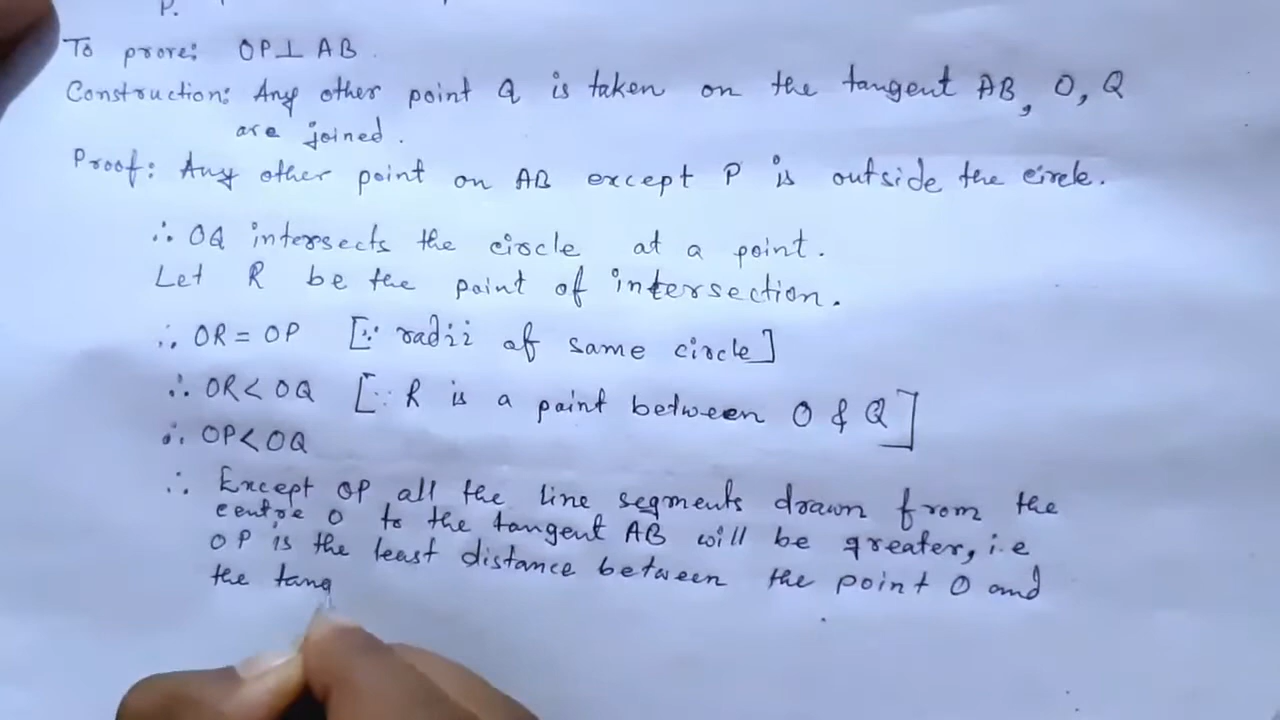 P.
To prove: OP⊥AB.
Construction: Any other point Q is taken on the tangent AB, O, Q
are joined.
Proof: Any other point on AB except P is outside the circle.
∴ OQ intersects the circle at a point.
Let R be the point of intersection.
∴ OR = OP [∵ radii of same circle]
∴ OR < OQ [∵ R is a point between O & Q]
∴ OP < OQ
∴ Except OP, all the line segments drawn from the
centre O to the tangent AB will be greater, i.e
OP is the least distance between the point O and
the tang